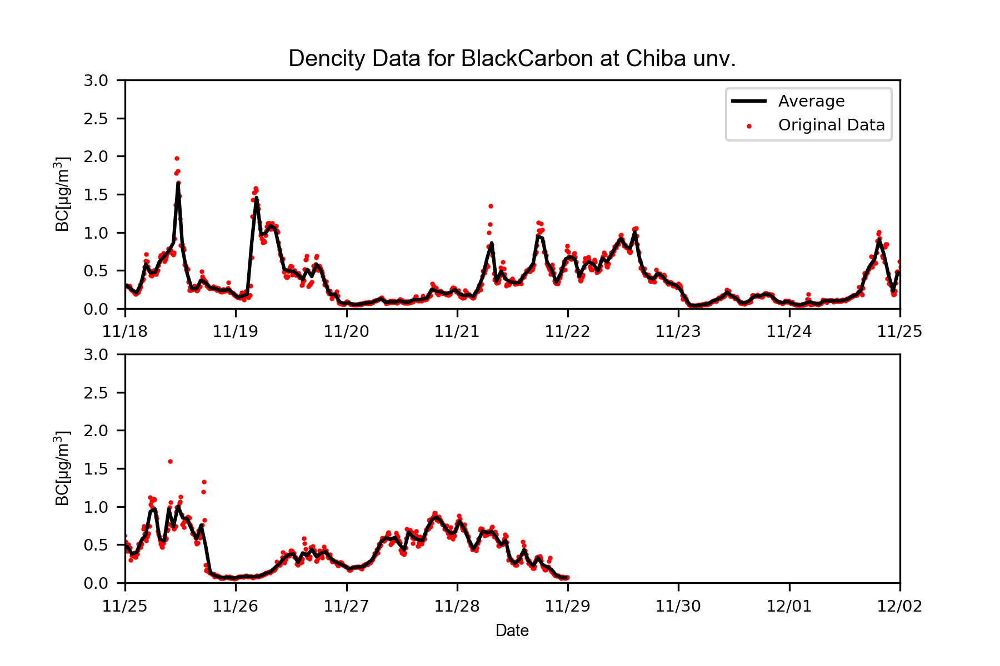 Dencity Data for BlackCarbon at Chiba unv.
3.0
2.5
2.0
1.5
1.0
0.5
0.0
BC[μg/m³]
Average
Original Data
11/18 11/19 11/20 11/21 11/22 11/23 11/24 11/25
3.0
2.5
2.0
1.5
1.0
0.5
0.0
BC[μg/m³]
11/25 11/26 11/27 11/28 11/29 11/30 12/01 12/02
Date